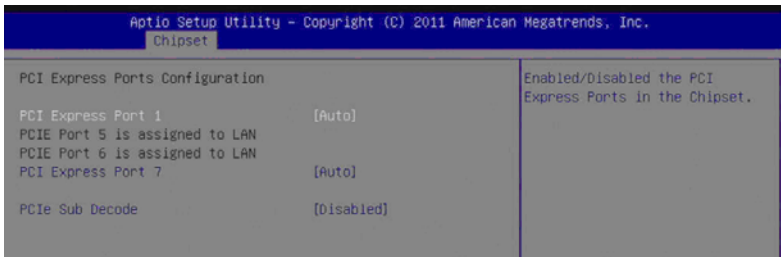 Aptio Setup Utility – Copyright (C) 2011 American Megatrends, Inc.
Chipset
PCI Express Ports Configuration
Enabled/Disabled the PCI
Express Ports in the Chipset.
PCI Express Port 1 [Auto]
PCIE Port 5 is assigned to LAN
PCIE Port 6 is assigned to LAN
PCI Express Port 7 [Auto]
PCIe Sub Decode [Disabled]